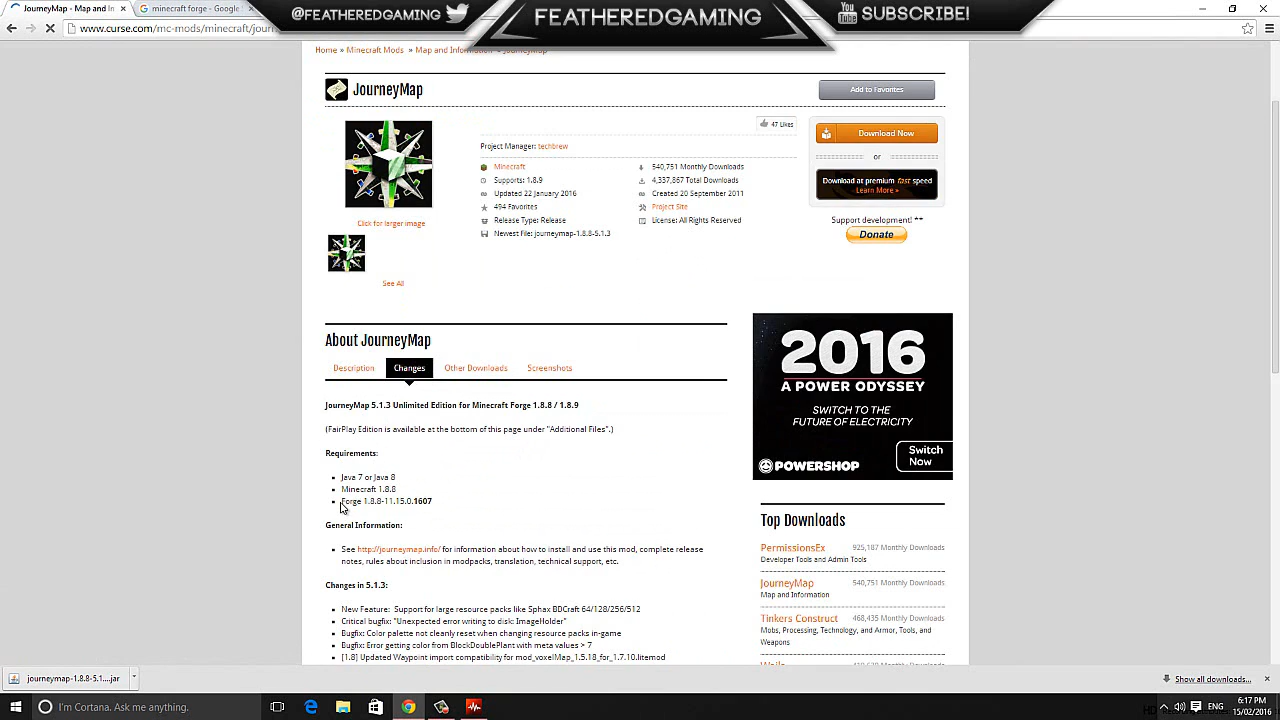 JourneyMap - Map and In
minecraft forge - Google
@FEATHEREDGAMING
FEATHEREDGAMING
You Tube SUBSCRIBE!
www.curse.com/mc-mods/minecraft/jour
Home » Minecraft Mods » Map and Information » JourneyMap
JourneyMap
Add to Favorites
47 Likes
Download Now
Project Manager: techbrew
or
Minecraft
540,751 Monthly Downloads
Supports: 1.8.9
4,337,867 Total Downloads
Download at premium fast speed
Learn More »
Updated 22 January 2016
Created 20 September 2011
494 Favorites
Project Site
Release Type: Release
License: All Rights Reserved
Support development! **
Newest File: journeymap-1.8.8-5.1.3
Donate
Click for larger image
See All
About JourneyMap
Description
Changes
Other Downloads
Screenshots
JourneyMap 5.1.3 Unlimited Edition for Minecraft Forge 1.8.8 / 1.8.9
(FairPlay Edition is available at the bottom of this page under "Additional Files".)
Requirements:
Java 7 or Java 8
Minecraft 1.8.8
Forge 1.8.8-11.15.0.1607
General Information:
See http://journeymap.info/ for information about how to install and use this mod, complete release
notes, rules about inclusion in modpacks, translation, technical support, etc.
Changes in 5.1.3:
New Feature: Support for large resource packs like Sphax BDCraft 64/128/256/512
Critical bugfix: "Unexpected error writing to disk: ImageHolder"
Bugfix: Color palette not cleanly reset when changing resource packs in-game
Bugfix: Error getting color from BlockDoublePlant with meta values > 7
[1.8] Updated Waypoint import compatibility for mod_voxelMap_1.5.18_for_1.7.10.litemod
2016
A POWER ODYSSEY
SWITCH TO THE
FUTURE OF ELECTRICITY
Switch
Now
POWERSHOP
Top Downloads
PermissionsEx
925,187 Monthly Downloads
Developer Tools and Admin Tools
JourneyMap
540,751 Monthly Downloads
Map and Information
Tinkers Construct
468,435 Monthly Downloads
Mobs, Processing, Technology, and Armor, Tools, and
Weapons
journeymap-1.8.8-5.1....jar
Show all downloads...
I'm Cortana. Ask me anything.
ENG
6:17 PM
15/02/2016